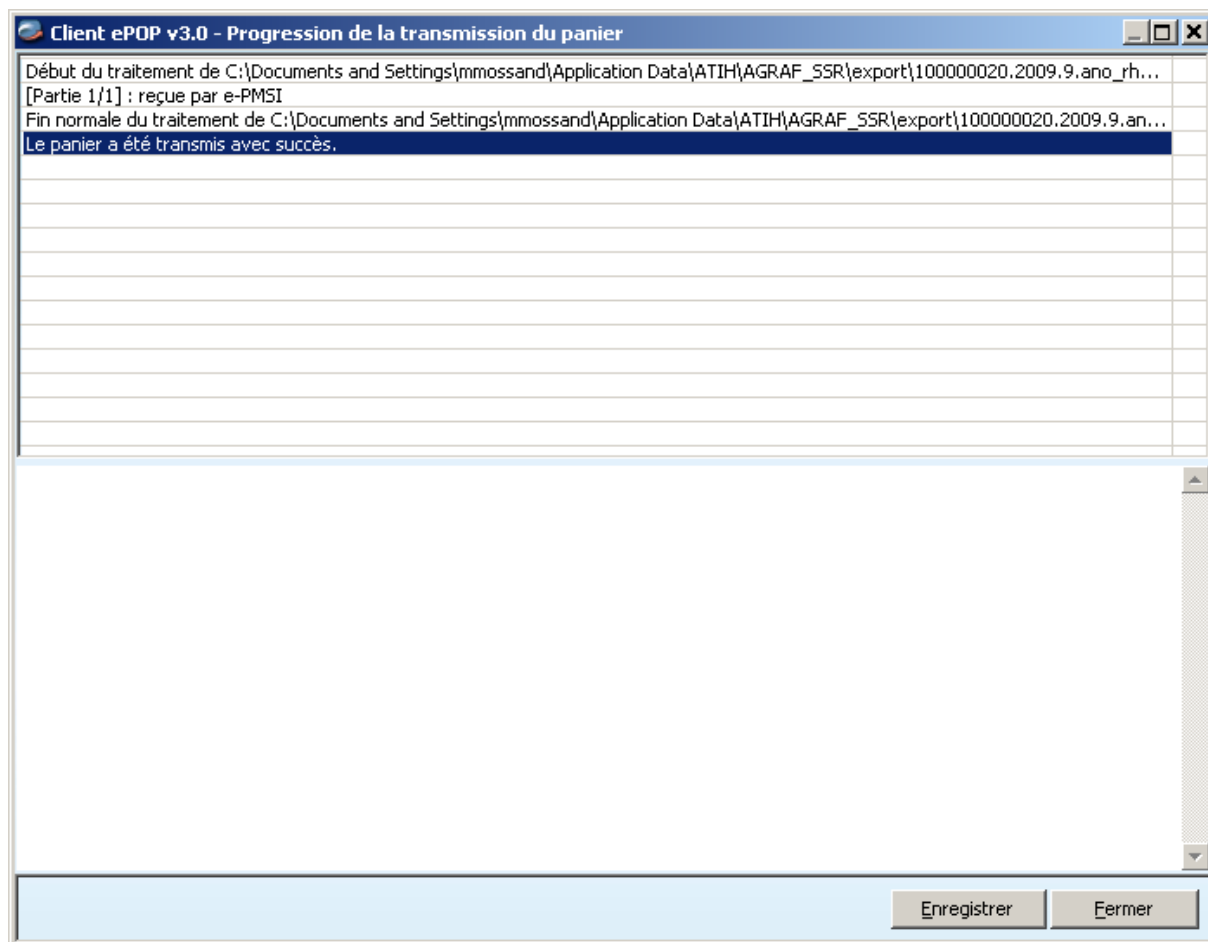 Client ePOP v3.0 - Progression de la transmission du panier
Début du traitement de C:\Documents and Settings\mmossand\Application Data\ATIH\AGRAF_SSR\export\100000020.2009.9.ano_rh...
[Partie 1/1] : reçue par e-PMSI
Fin normale du traitement de C:\Documents and Settings\mmossand\Application Data\ATIH\AGRAF_SSR\export\100000020.2009.9.an...
Le panier a été transmis avec succès.
Enregistrer Fermer